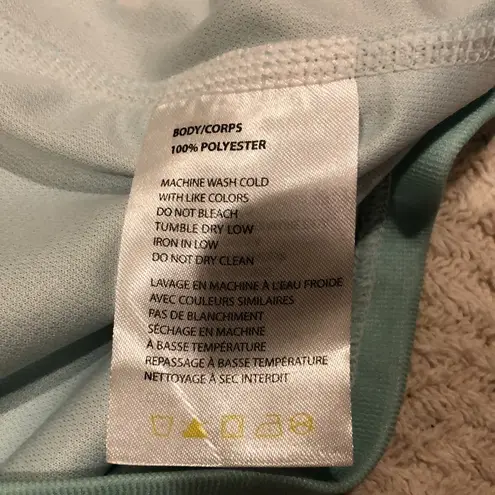 BODY/CORPS
100% POLYESTER
MACHINE WASH COLD
WITH LIKE COLORS
DO NOT BLEACH
TUMBLE DRY LOW
IRON IN LOW
DO NOT DRY CLEAN
LAVAGE EN MACHINE À L'EAU FROIDE
AVEC COULEURS SIMILAIRES
PAS DE BLANCHIMENT
SÉCHAGE EN MACHINE
À BASSE TEMPÉRATURE
REPASSAGE À BASSE TEMPÉRATURE
NETTOYAGE À SEC INTERDIT